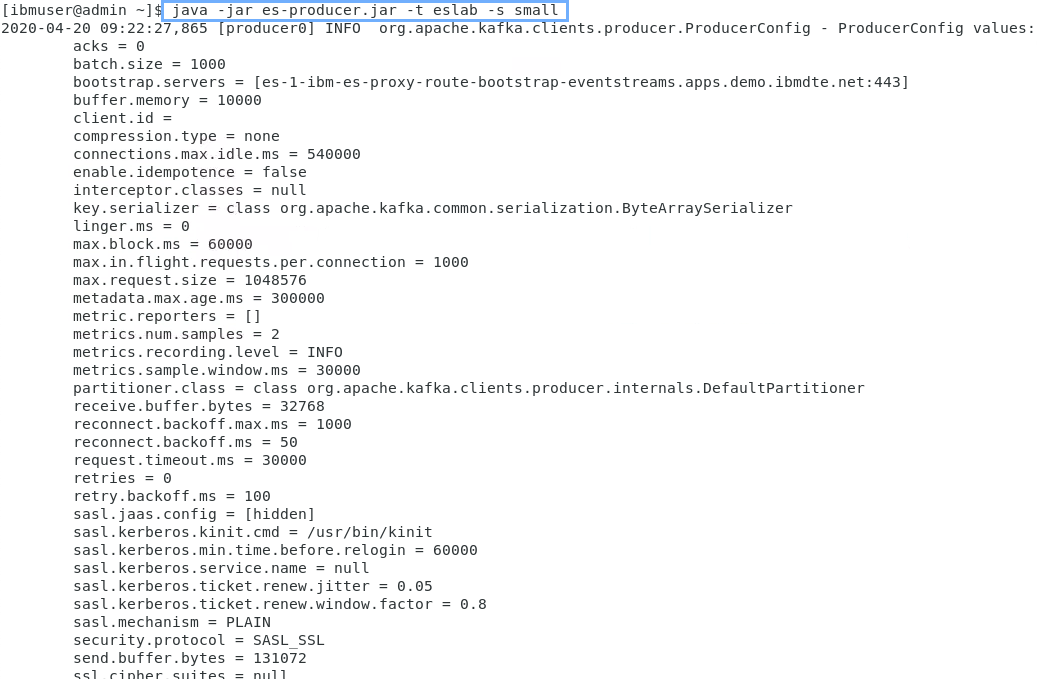 [ibmuser@admin ~]$ java -jar es-producer.jar -t eslab -s small
2020-04-20 09:22:27,865 [producer0] INFO  org.apache.kafka.clients.producer.ProducerConfig - ProducerConfig values:
acks = 0
batch.size = 1000
bootstrap.servers = [es-1-ibm-es-proxy-route-bootstrap-eventstreams.apps.demo.ibmdte.net:443]
buffer.memory = 10000
client.id =
compression.type = none
connections.max.idle.ms = 540000
enable.idempotence = false
interceptor.classes = null
key.serializer = class org.apache.kafka.common.serialization.ByteArraySerializer
linger.ms = 0
max.block.ms = 60000
max.in.flight.requests.per.connection = 1000
max.request.size = 1048576
metadata.max.age.ms = 300000
metric.reporters = []
metrics.num.samples = 2
metrics.recording.level = INFO
metrics.sample.window.ms = 30000
partitioner.class = class org.apache.kafka.clients.producer.internals.DefaultPartitioner
receive.buffer.bytes = 32768
reconnect.backoff.max.ms = 1000
reconnect.backoff.ms = 50
request.timeout.ms = 30000
retries = 0
retry.backoff.ms = 100
sasl.jaas.config = [hidden]
sasl.kerberos.kinit.cmd = /usr/bin/kinit
sasl.kerberos.min.time.before.relogin = 60000
sasl.kerberos.service.name = null
sasl.kerberos.ticket.renew.jitter = 0.05
sasl.kerberos.ticket.renew.window.factor = 0.8
sasl.mechanism = PLAIN
security.protocol = SASL_SSL
send.buffer.bytes = 131072
ssl.cipher.suites = null